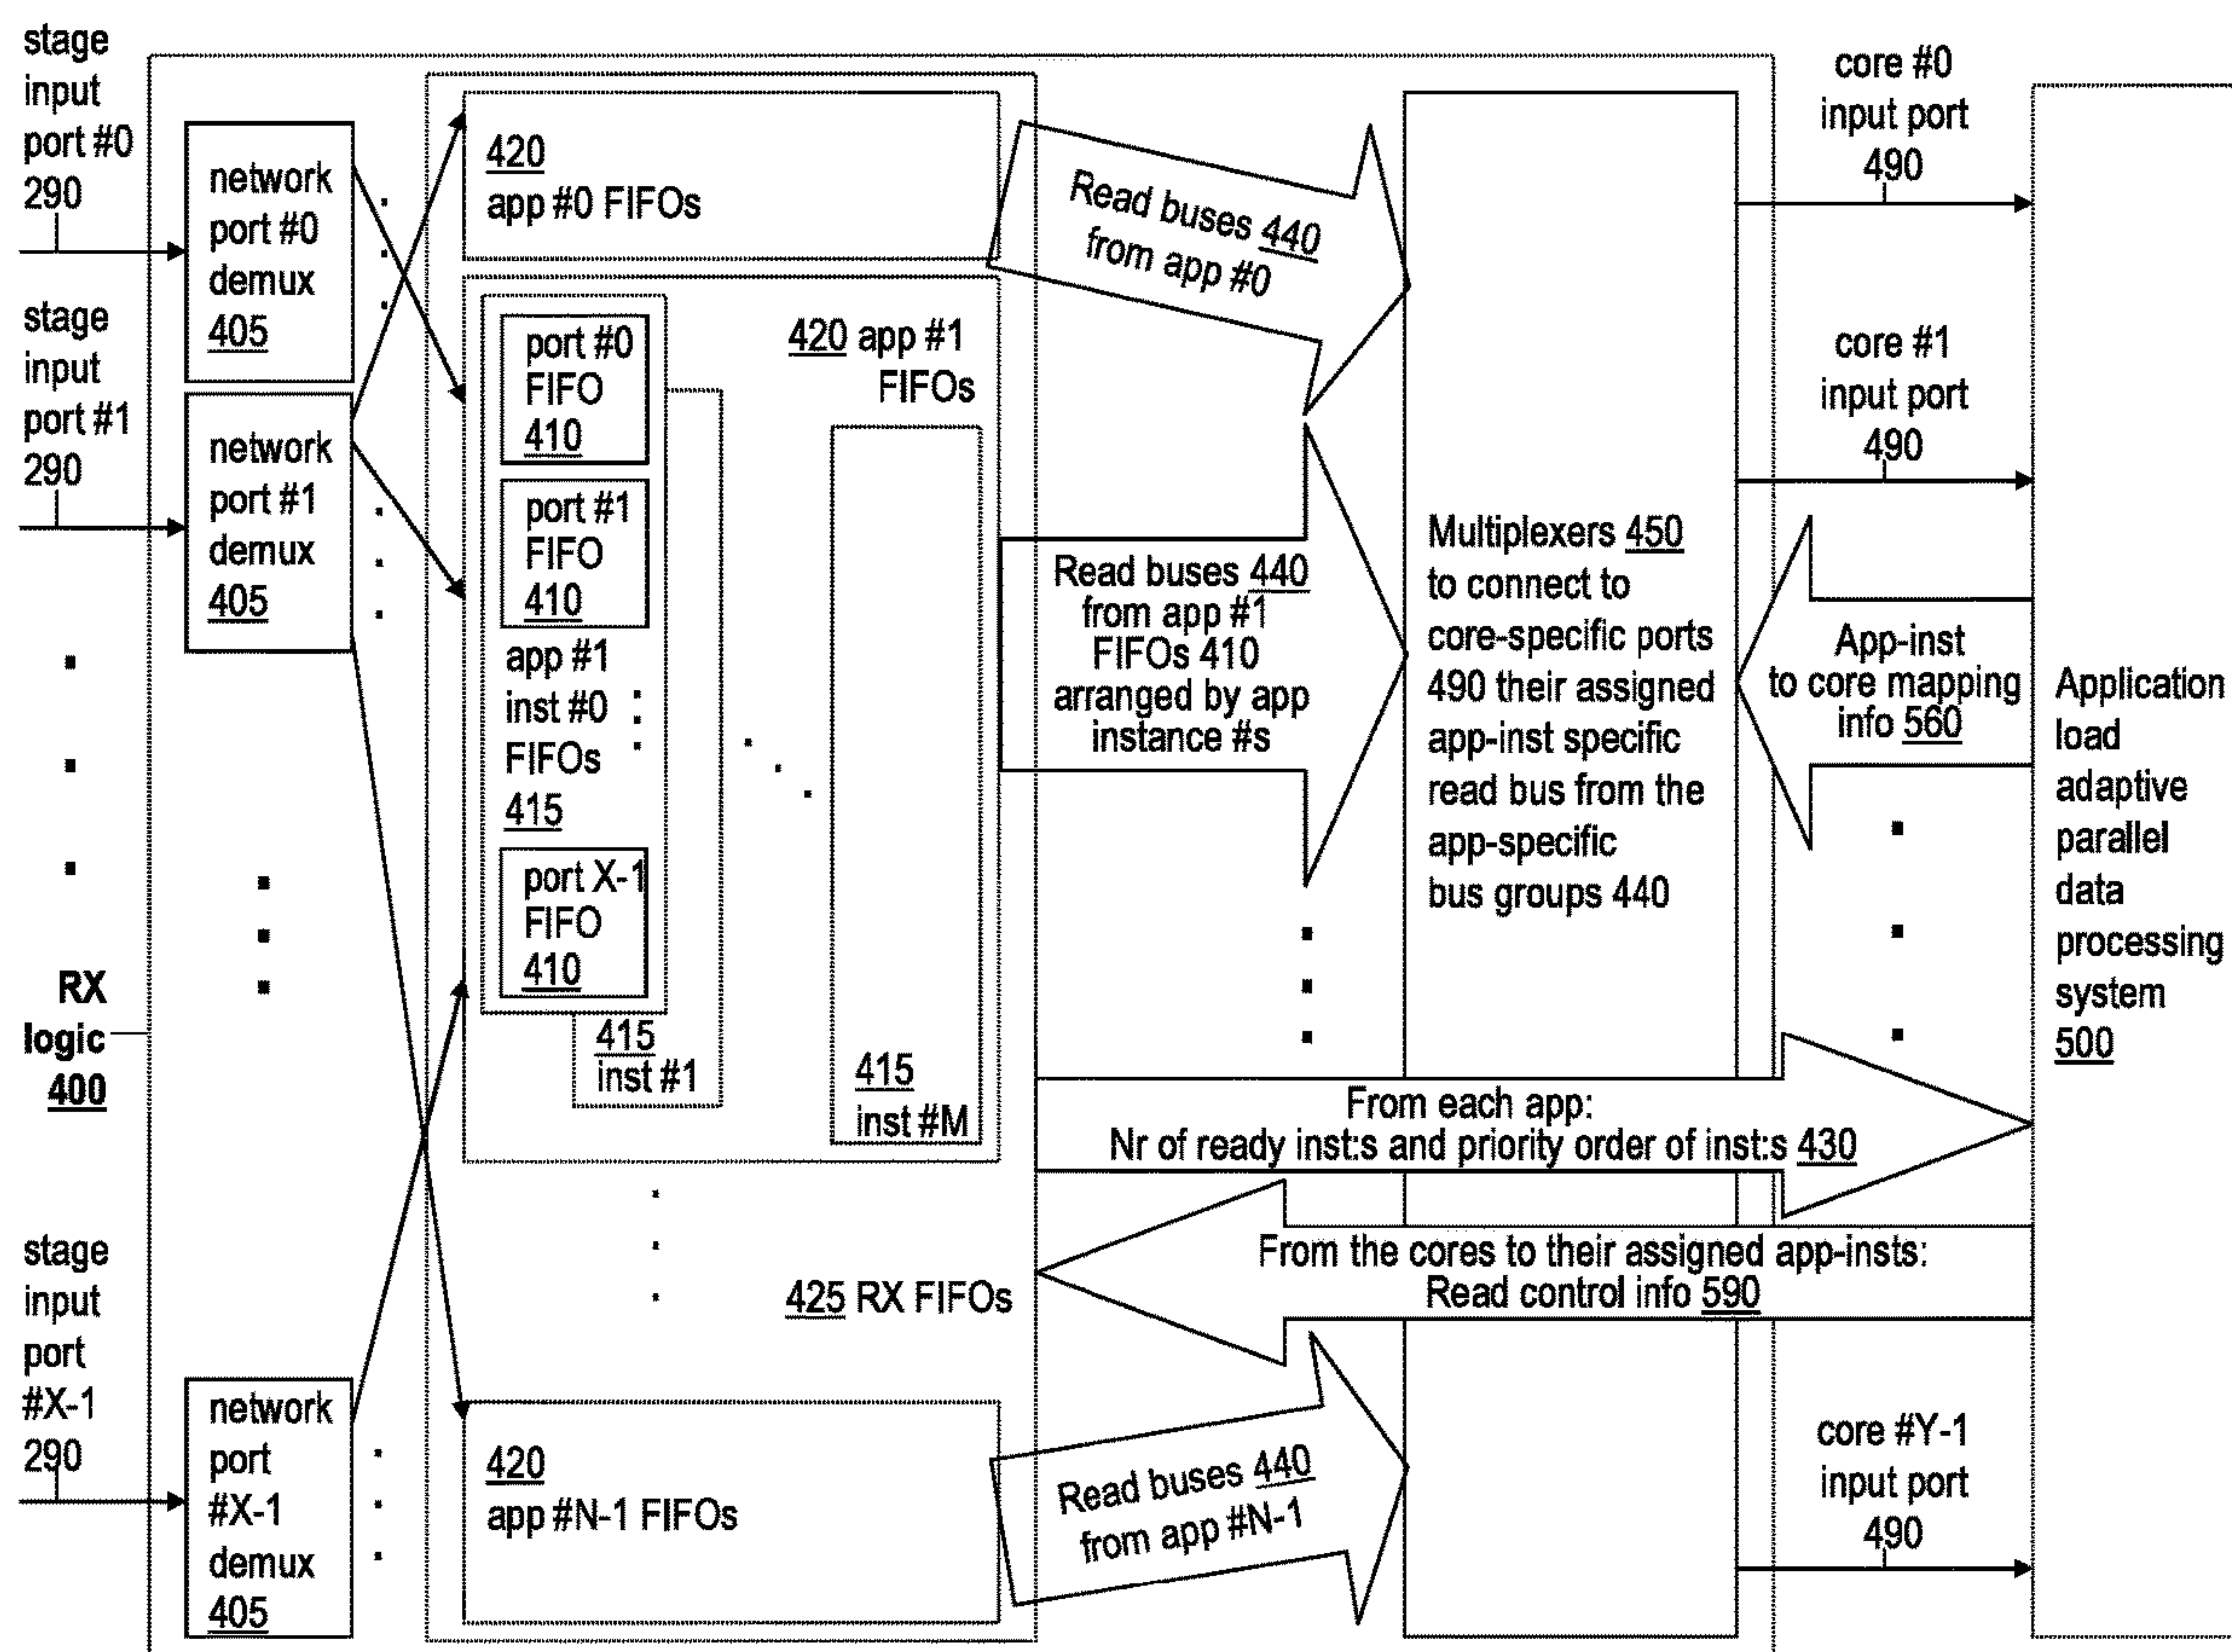 stage
input
port #0
290
stage
input
port #1
290
RX
logic
400
stage
input
port
#X-1
290
network
port #0
demux
405
network
port #1
demux
405
network
port
#X-1
demux
405
420
app #0 FIFOs
420 app #1
FIFOs
port #0
FIFO
410
port #1
FIFO
410
app #1
inst #0
FIFOs
415
port X-1
FIFO
410
415
inst #1
415
inst #M
425 RX FIFOs
420
app #N-1 FIFOs
Read buses 440
from app #0
Read buses 440
from app #1
FIFOs 410
arranged by app
instance #s
Read buses 440
from app #N-1
Multiplexers 450
to connect to
core-specific ports
490 their assigned
app-inst specific
read bus from the
app-specific
bus groups 440
From each app:
Nr of ready inst:s and priority order of inst:s 430
From the cores to their assigned app-insts:
Read control info 590
core #0
input port
490
core #1
input port
490
App-inst
to core mapping
info 560
core #Y-1
input port
490
Application
load
adaptive
parallel
data
processing
system
500